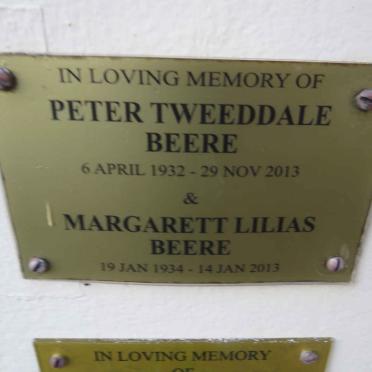 IN LOVING MEMORY OF
PETER TWEEDDALE
BEERE
6 APRIL 1932 - 29 NOV 2013
&
MARGARETT LILIAS
BEERE
19 JAN 1934 - 14 JAN 2013
IN LOVING MEMORY
OF